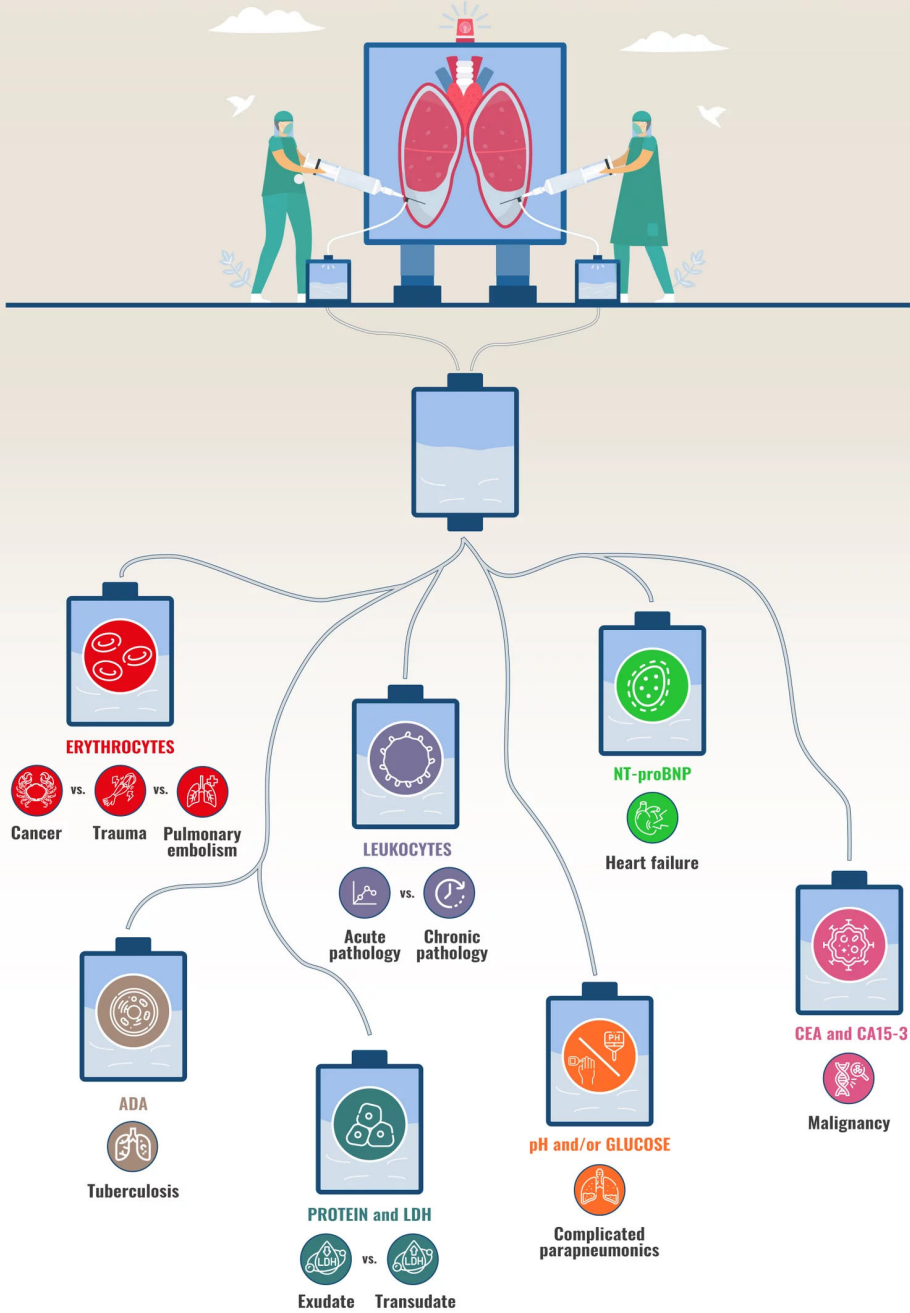 ERYTHROCYTES
vs.
vs.
Cancer
Trauma
Pulmonary
embolism
LEUKOCYTES
vs.
Acute
pathology
Chronic
pathology
NT-proBNP
Heart failure
CEA and CA15-3
Malignancy
ADA
Tuberculosis
PROTEIN and LDH
LDH
vs.
LDH
Exudate
Transudate
PH
pH and/or GLUCOSE
Complicated
parapneumonics